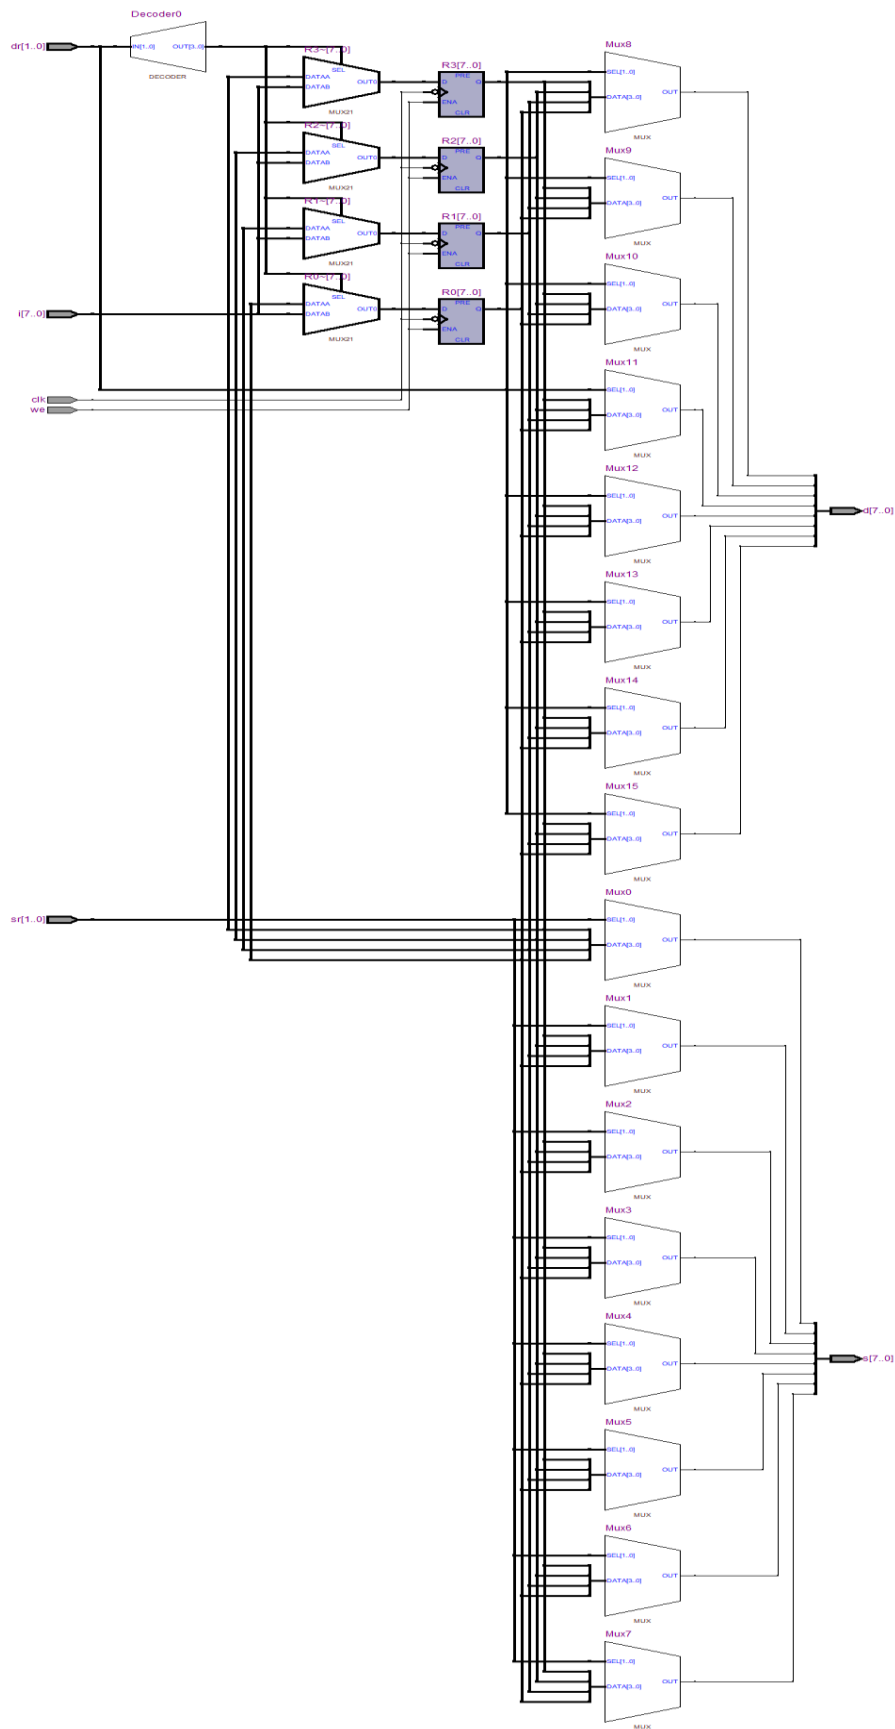 Decoder0
dr[1..0]
IN[1..0] OUT[3..0]
DECODER
R3~[7..0]
SEL
DATAA
DATAB
OUT0
MUX21
R3[7..0]
PRE
D Q
ENA
CLR
R2~[7..0]
SEL
DATAA
DATAB
OUT0
MUX21
R2[7..0]
PRE
D Q
ENA
CLR
R1~[7..0]
SEL
DATAA
DATAB
OUT0
MUX21
R1[7..0]
PRE
D Q
ENA
CLR
R0~[7..0]
SEL
DATAA
DATAB
OUT0
MUX21
R0[7..0]
PRE
D Q
ENA
CLR
i[7..0]
clk
we
Mux8
SEL[1..0]
OUT
DATA[3..0]
MUX
Mux9
SEL[1..0]
OUT
DATA[3..0]
MUX
Mux10
SEL[1..0]
OUT
DATA[3..0]
MUX
Mux11
SEL[1..0]
OUT
DATA[3..0]
MUX
Mux12
SEL[1..0]
OUT
DATA[3..0]
MUX
d[7..0]
Mux13
SEL[1..0]
OUT
DATA[3..0]
MUX
Mux14
SEL[1..0]
OUT
DATA[3..0]
MUX
Mux15
SEL[1..0]
OUT
DATA[3..0]
MUX
sr[1..0]
Mux0
SEL[1..0]
OUT
DATA[3..0]
MUX
Mux1
SEL[1..0]
OUT
DATA[3..0]
MUX
Mux2
SEL[1..0]
OUT
DATA[3..0]
MUX
Mux3
SEL[1..0]
OUT
DATA[3..0]
MUX
Mux4
SEL[1..0]
OUT
DATA[3..0]
MUX
s[7..0]
Mux5
SEL[1..0]
OUT
DATA[3..0]
MUX
Mux6
SEL[1..0]
OUT
DATA[3..0]
MUX
Mux7
SEL[1..0]
OUT
DATA[3..0]
MUX